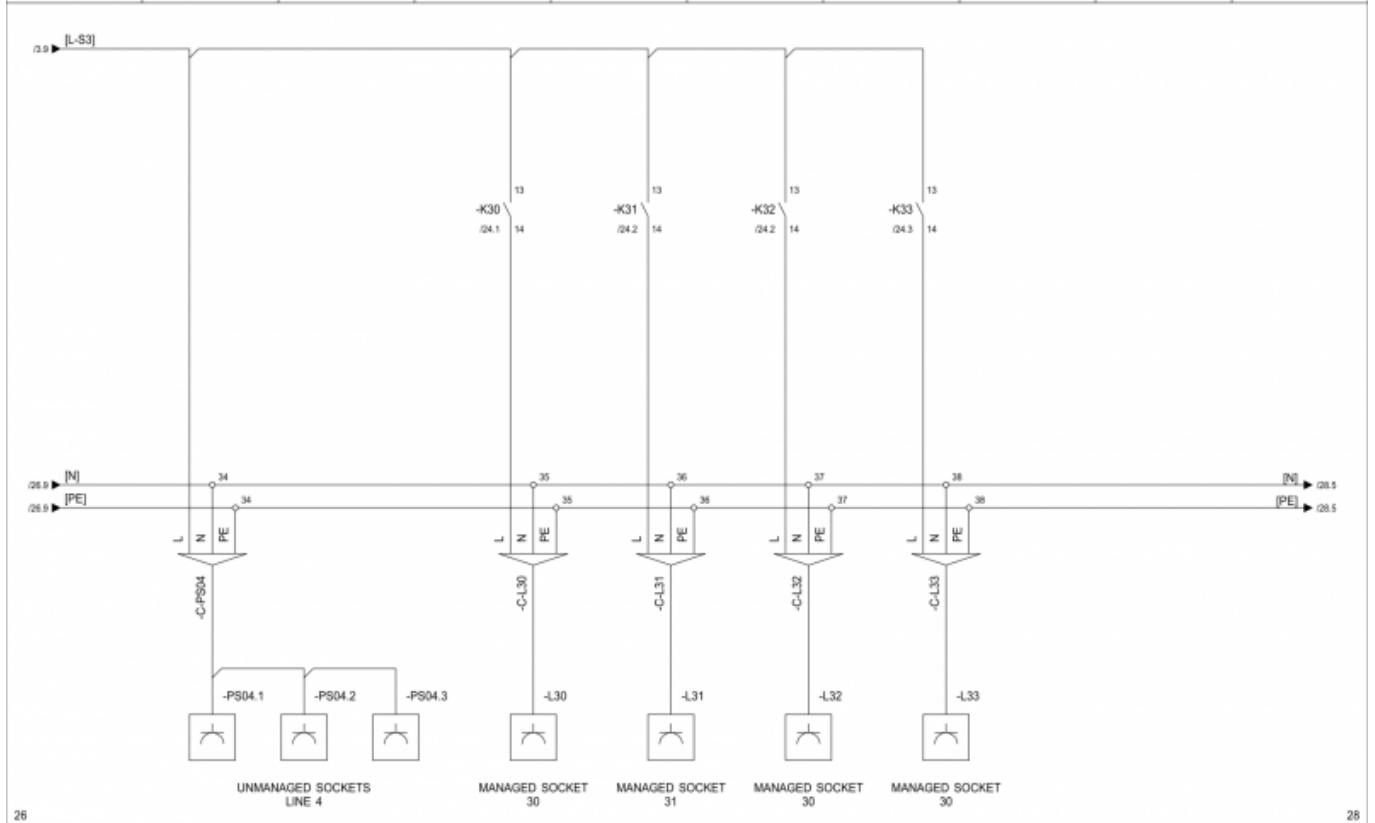 /3.9 [L-S3]
13 13 13 13
-K30 -K31 -K32 -K33
/24.1 14 /24.2 14 /24.2 14 /24.3 14
/26.9 [N] 34 35 36 37 38 [N] /28.5
/26.9 [PE] 34 35 36 37 38 [PE] /28.5
L N PE L N PE L N PE L N PE L N PE
-C-PS04 -C-L30 -C-L31 -C-L32 -C-L33
-PS04.1 -PS04.2 -PS04.3 -L30 -L31 -L32 -L33
UNMANAGED SOCKETS MANAGED SOCKET MANAGED SOCKET MANAGED SOCKET MANAGED SOCKET
LINE 4 30 31 30 30
26 28